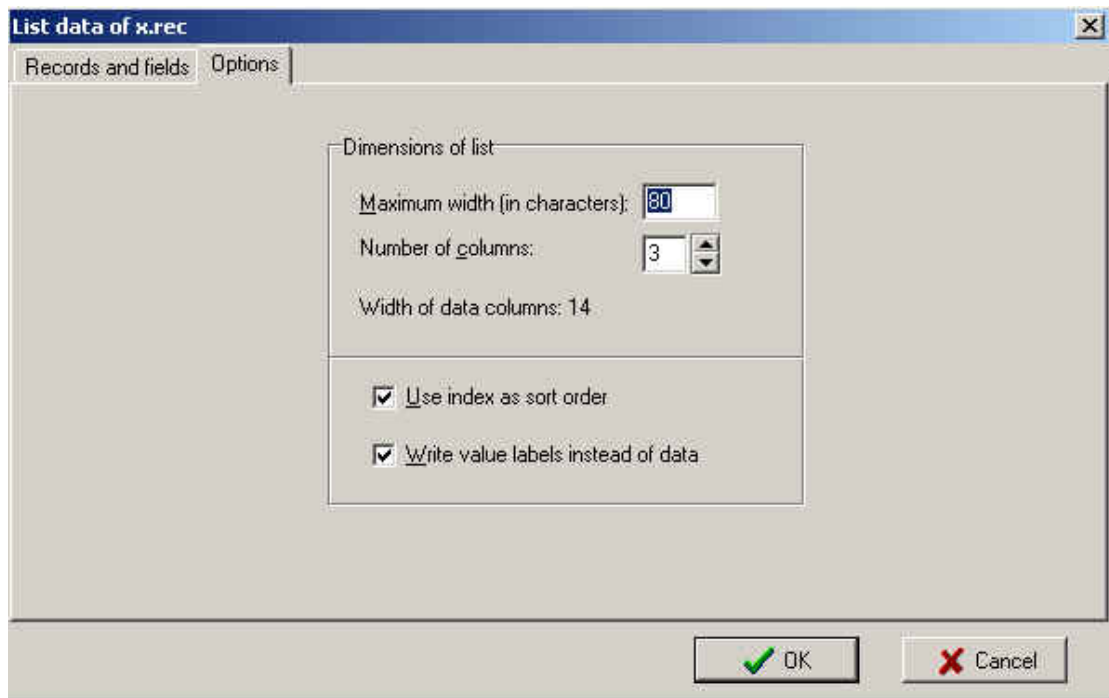 List data of x.rec
Records and fields Options
Dimensions of list
Maximum width (in characters): 80
Number of columns: 3
Width of data columns: 14
Use index as sort order
Write value labels instead of data
OK Cancel